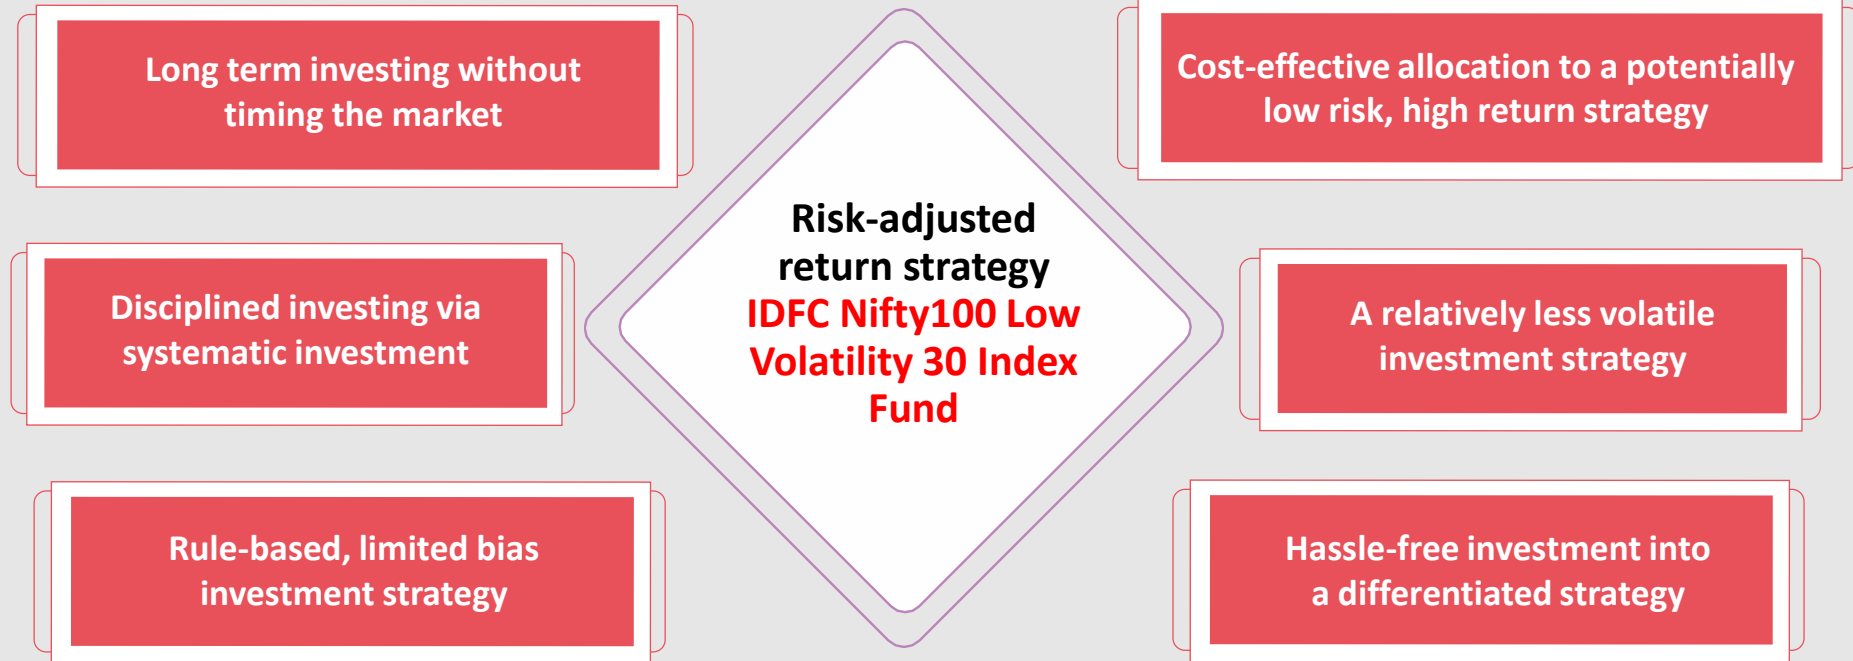 Long term investing without
timing the market
Disciplined investing via
systematic investment
Rule-based, limited bias
investment strategy
Risk-adjusted
return strategy
IDFC Nifty100 Low
Volatility 30 Index
Fund
Cost-effective allocation to a potentially
low risk, high return strategy
A relatively less volatile
investment strategy
Hassle-free investment into
a differentiated strategy